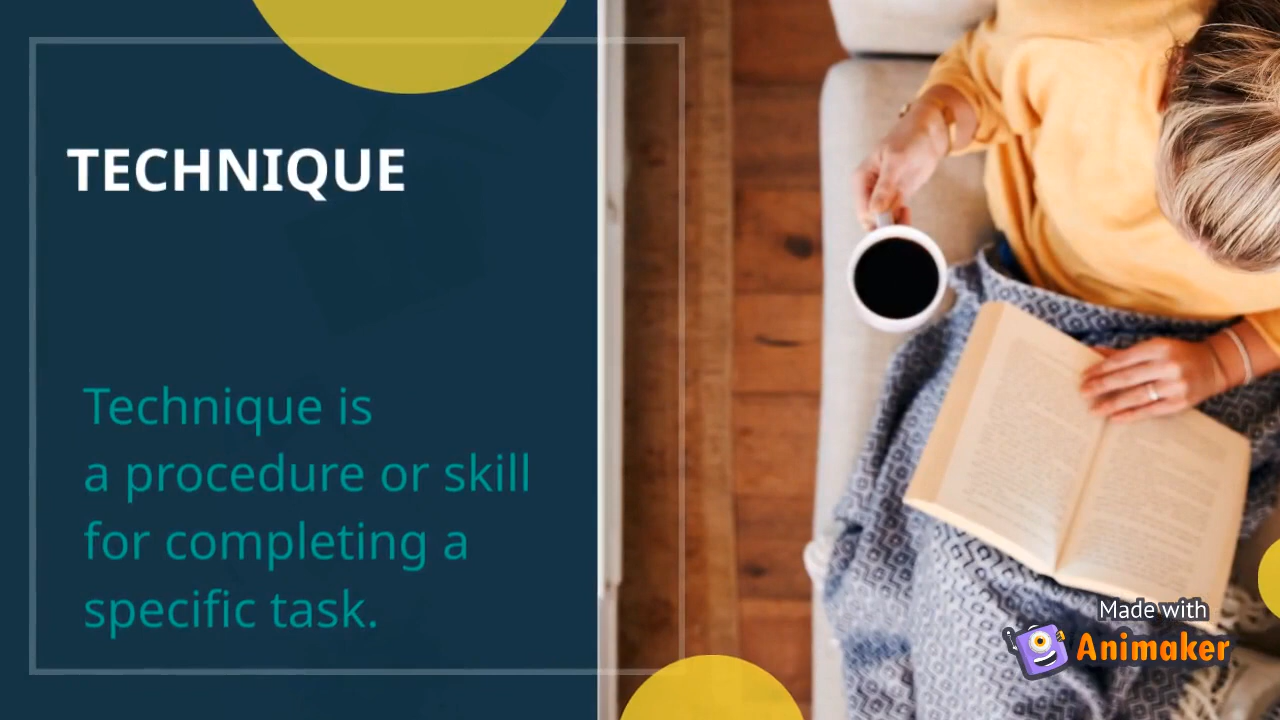 TECHNIQUE
Technique is
a procedure or skill
for completing a
specific task.
Made with
Animaker